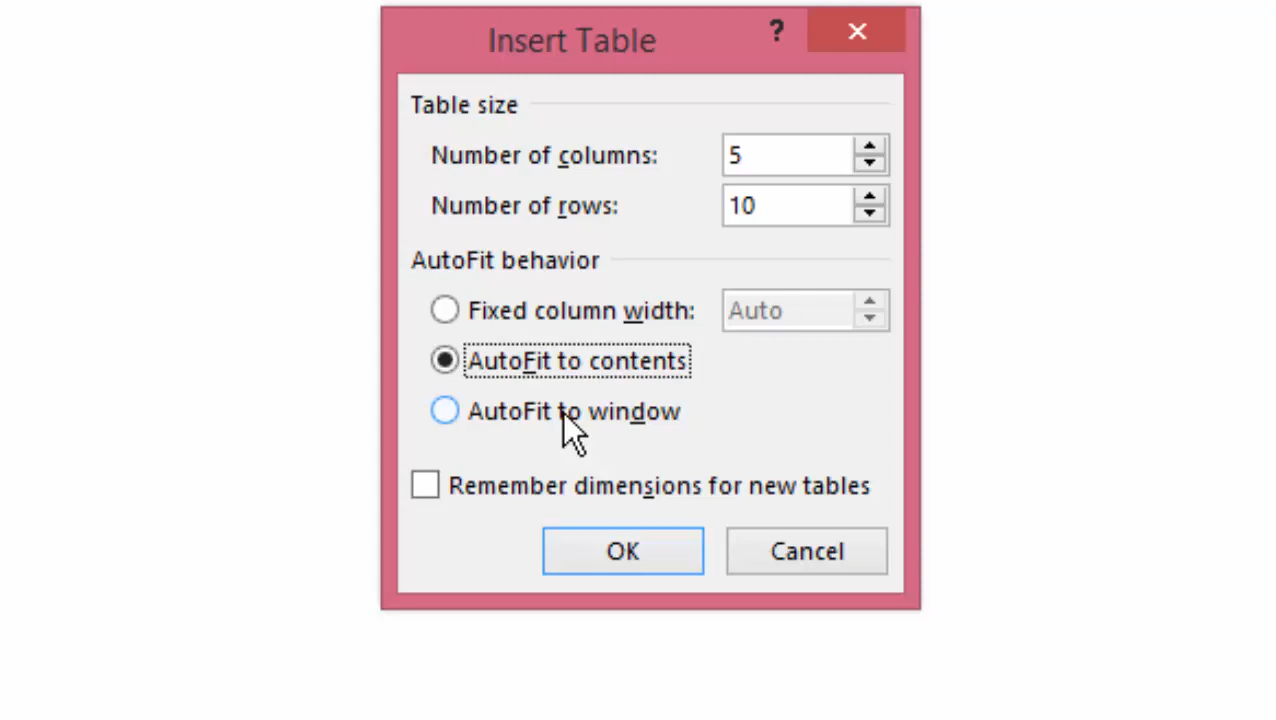 Insert Table
?
Table size
Number of columns: 5
Number of rows: 10
AutoFit behavior
Fixed column width: Auto
AutoFit to contents
AutoFit to window
Remember dimensions for new tables
OK Cancel